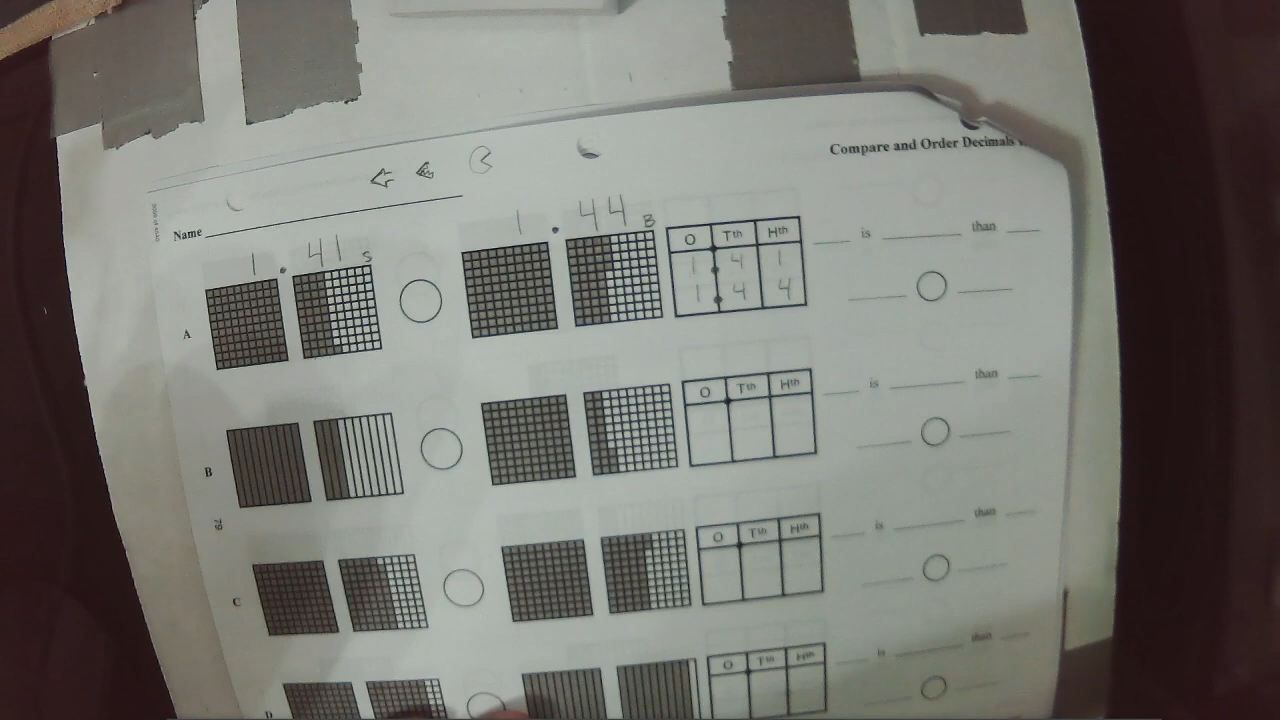 Compare and Order Decimals
Name
1 . 41 S
1 . 44 B
O Tth Hth
1 . 4 1
1 . 4 4
is than
A
O Tth Hth
is than
B
79
O Tth Hth
is than
C
O Tth Hth
is than
D